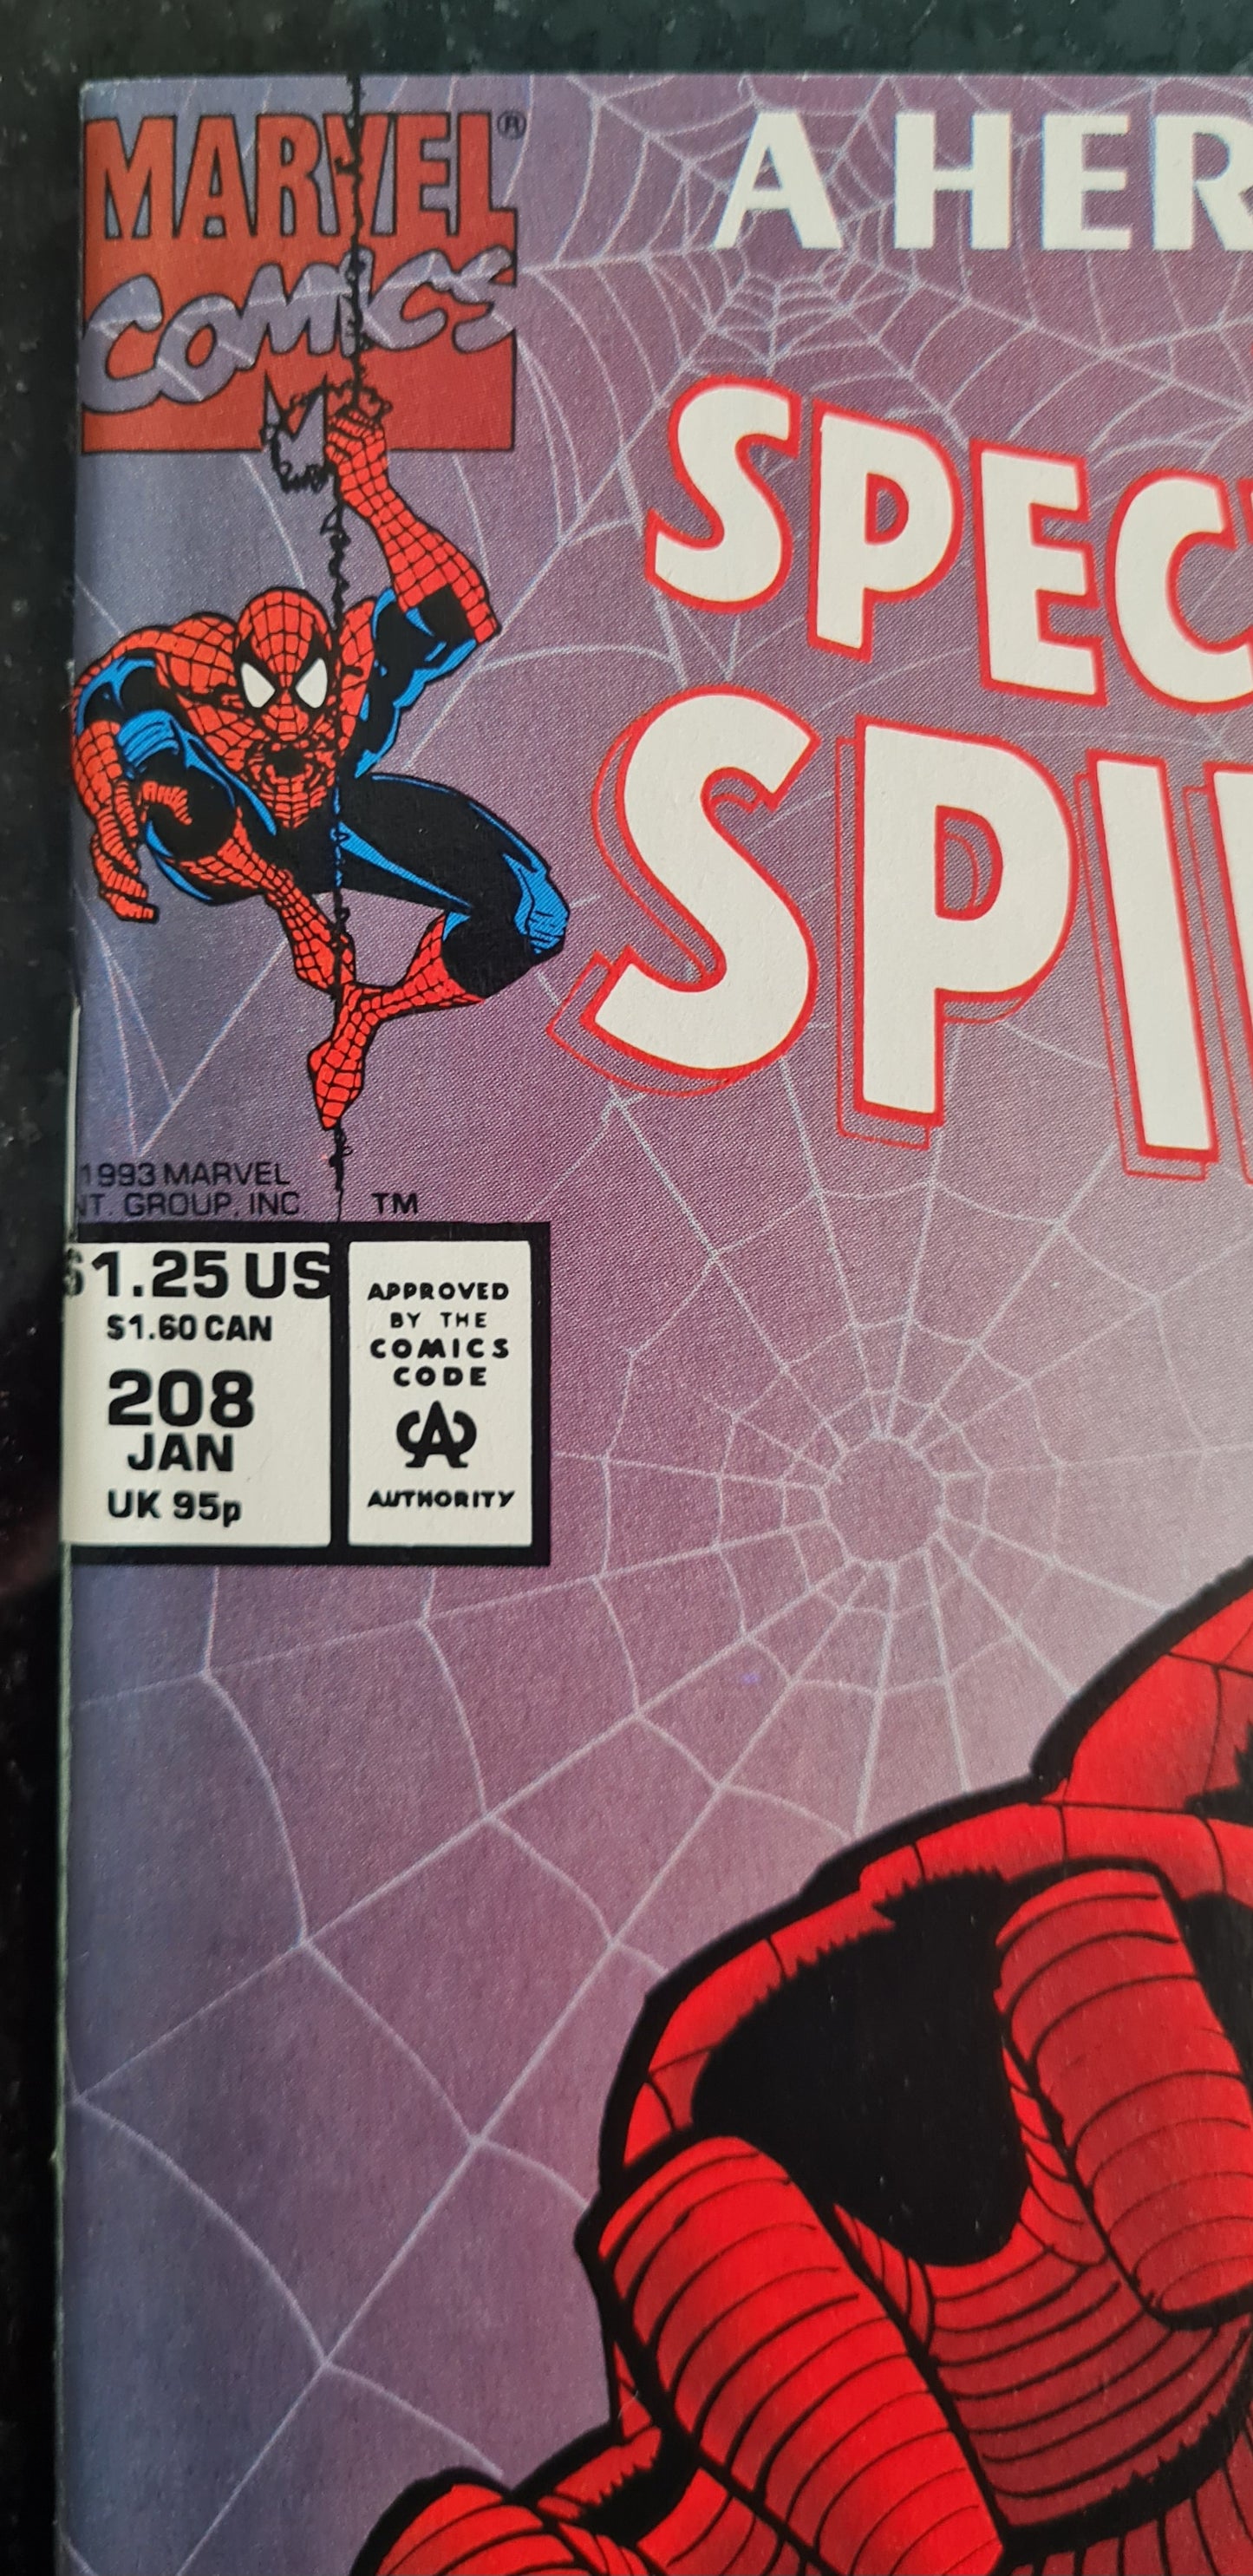 MARVEL®
COMICS
A HER
SPEC
SPI
1993 MARVEL
NT. GROUP, INC
TM
$1.25 US
$1.60 CAN
208
JAN
UK 95p
APPROVED
BY THE
COMICS
CODE
CA
AUTHORITY